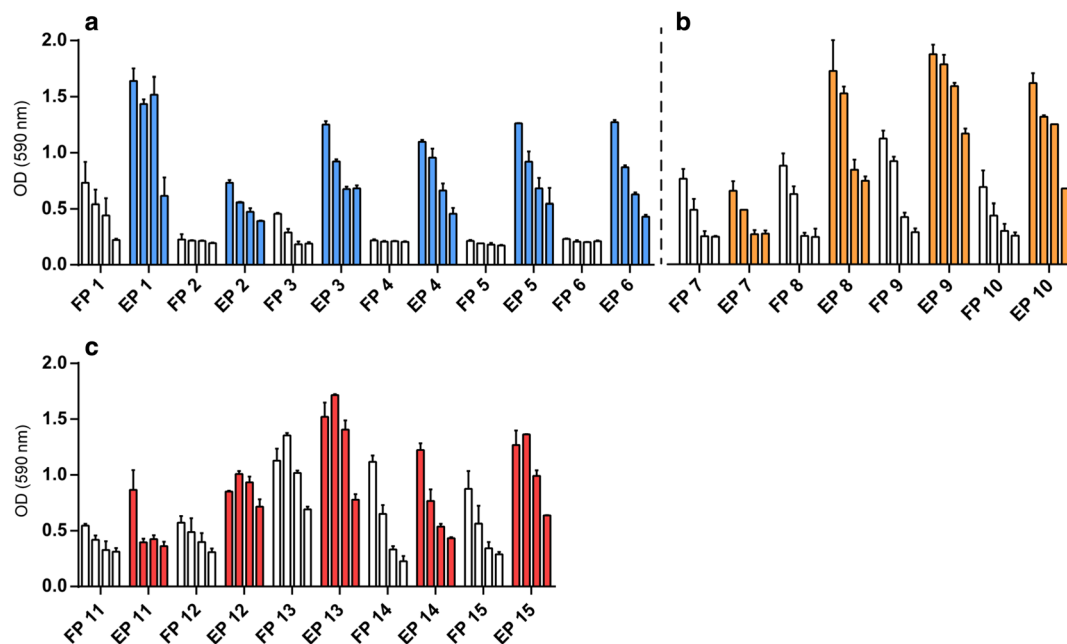 a
b
OD (590 nm)
2.0
1.5
1.0
0.5
0.0
FP 1 EP 1 FP 2 EP 2 FP 3 EP 3 FP 4 EP 4 FP 5 EP 5 FP 6 EP 6
FP 7 EP 7 FP 8 EP 8 FP 9 EP 9 FP 10 EP 10
c
OD (590 nm)
2.0
1.5
1.0
0.5
0.0
FP 11 EP 11 FP 12 EP 12 FP 13 EP 13 FP 14 EP 14 FP 15 EP 15